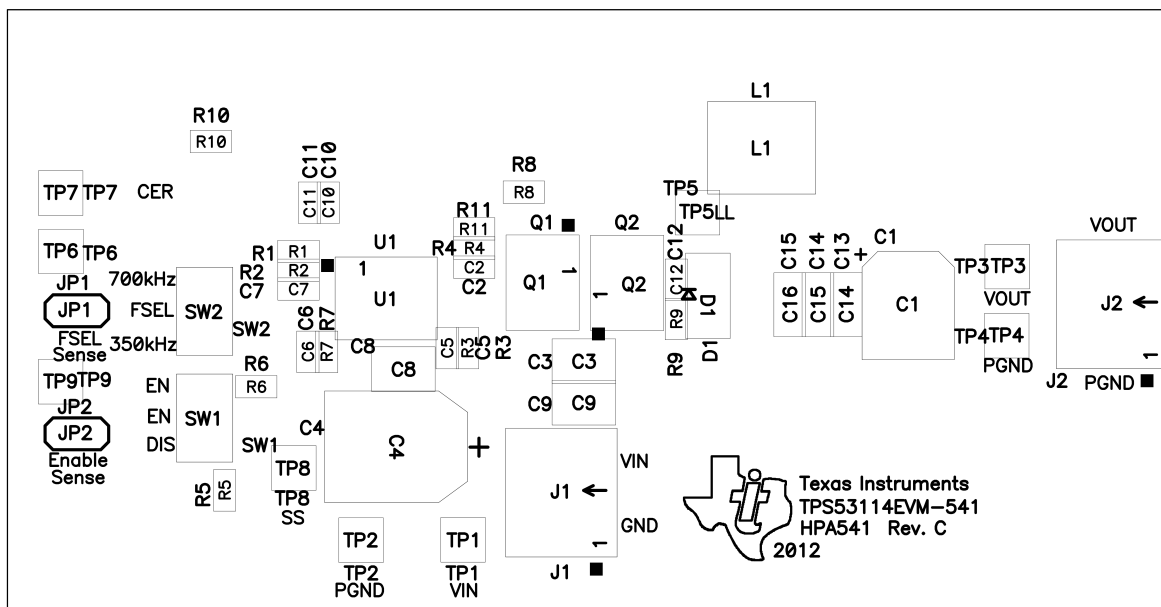 L1
L1
R10
R10
C11
C10
C11
C10
R8
R8
TP7
TP7
CER
TP5
TP5
LL
R11
R11
Q1
Q1
1
Q2
Q2
1
TP6
TP6
R1
R1
R2
R2
C7
C7
U1
1
U1
R4
R4
C2
C2
C12
C12
D1
D1
R9
R9
C15
C14
C13
C16
C15
C14
+
C1
C1
TP3
TP3
VOUT
TP4
TP4
PGND
VOUT
J2
1
J2
PGND
JP1
JP1
FSEL
Sense
700kHz
FSEL
350kHz
SW2
SW2
C6
R7
C6
R7
C8
C8
C5
R3
C5
R3
C3
C3
C9
C9
TP9
TP9
JP2
JP2
Enable
Sense
EN
EN
DIS
SW1
SW1
R6
R6
C4
C4
+
R5
R5
TP8
TP8
SS
TP2
TP2
PGND
TP1
TP1
VIN
VIN
J1
GND
1
J1
Texas Instruments
TPS53114EVM-541
HPA541 Rev. C
2012